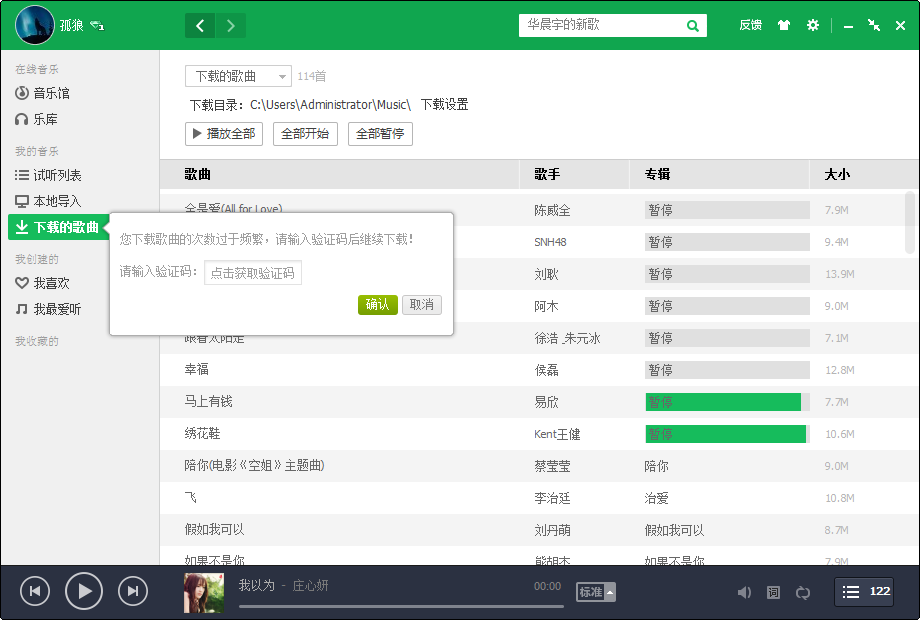 孤狼
华晨宇的新歌
反馈
在线音乐
音乐馆
乐库
我的音乐
试听列表
本地导入
下载的歌曲
我创建的
我喜欢
我最爱听
我收藏的
下载的歌曲 114首
下载目录: C:\Users\Administrator\Music\ 下载设置
播放全部 全部开始 全部暂停
歌曲 歌手 专辑 大小
全是爱(All for Love) 陈威全 暂停 7.9M
SNH48 暂停 9.4M
刘耿 暂停 13.9M
阿木 暂停 9.0M
跟着太阳走 徐浩 _朱元冰 暂停 7.1M
您下载歌曲的次数过于频繁，请输入验证码后继续下载！
请输入验证码: 点击获取验证码
确认 取消
幸福 侯磊 暂停 12.8M
马上有钱 易欣 暂停 7.7M
绣花鞋 Kent王健 暂停 10.6M
陪你(电影《空姐》主题曲) 蔡莹莹 陪你 9.0M
飞 李治廷 治爱 10.8M
假如我可以 刘丹萌 假如我可以 8.7M
如果不是你 熊胡杰 如果不是你 7.9M
我以为 - 庄心妍
00:00
标准
词
122